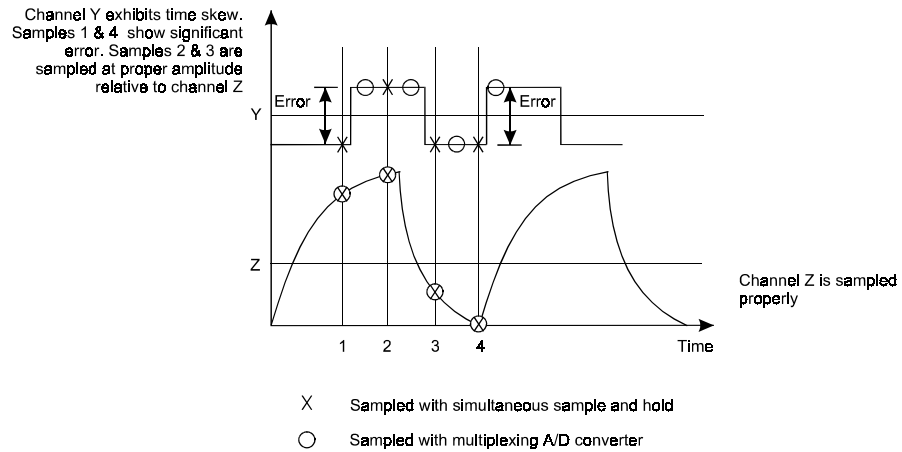 Channel Y exhibits time skew.
Samples 1 & 4 show significant
error. Samples 2 & 3 are
sampled at proper amplitude
relative to channel Z
Error
Error
Y
Z
Channel Z is sampled
properly
1 2 3 4 Time
X Sampled with simultaneous sample and hold
Sampled with multiplexing A/D converter